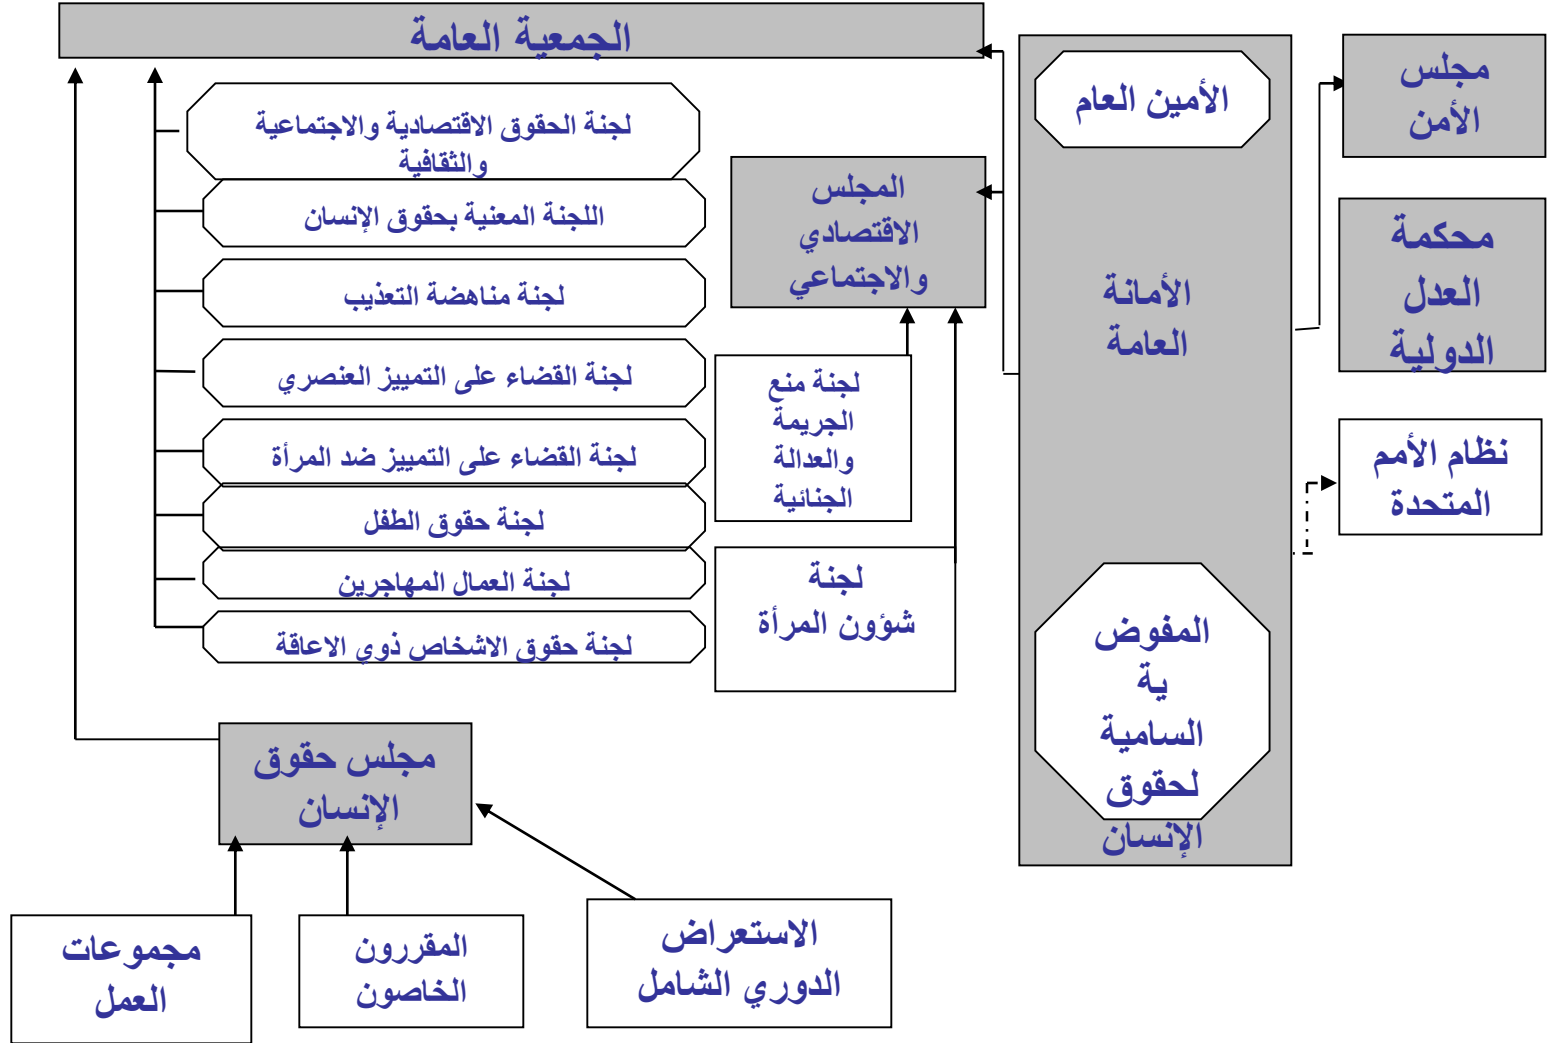 الجمعية العامة
الأمين العام
مجلس
الأمن
لجنة الحقوق الاقتصادية والاجتماعية
والثقافية
اللجنة المعنية بحقوق الإنسان
لجنة مناهضة التعذيب
لجنة القضاء على التمييز العنصري
لجنة القضاء على التمييز ضد المرأة
لجنة حقوق الطفل
لجنة العمال المهاجرين
لجنة حقوق الاشخاص ذوي الاعاقة
المجلس
الاقتصادي
والاجتماعي
لجنة منع
الجريمة
والعدالة
الجنائية
لجنة
شؤون المرأة
الأمانة
العامة
محكمة
العدل
الدولية
نظام الأمم
المتحدة
المفوض
ية
السامية
لحقوق
الإنسان
مجلس حقوق
الإنسان
الاستعراض
الدوري الشامل
المقررون
الخاصون
مجموعات
العمل